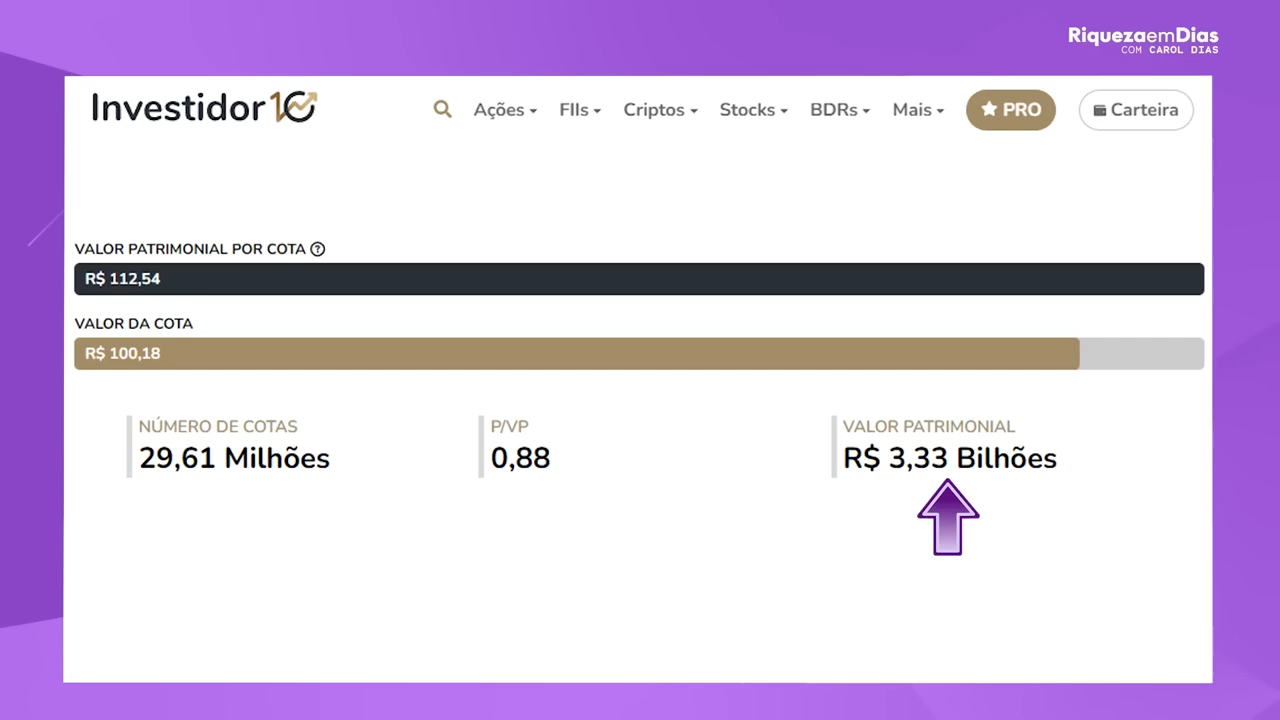 RiquezaemDias
COM CAROL DIAS
Investidor10
Ações
FIIs
Criptos
Stocks
BDRs
Mais
PRO
Carteira
VALOR PATRIMONIAL POR COTA ?
R$ 112,54
VALOR DA COTA
R$ 100,18
NÚMERO DE COTAS
29,61 Milhões
P/VP
0,88
VALOR PATRIMONIAL
R$ 3,33 Bilhões